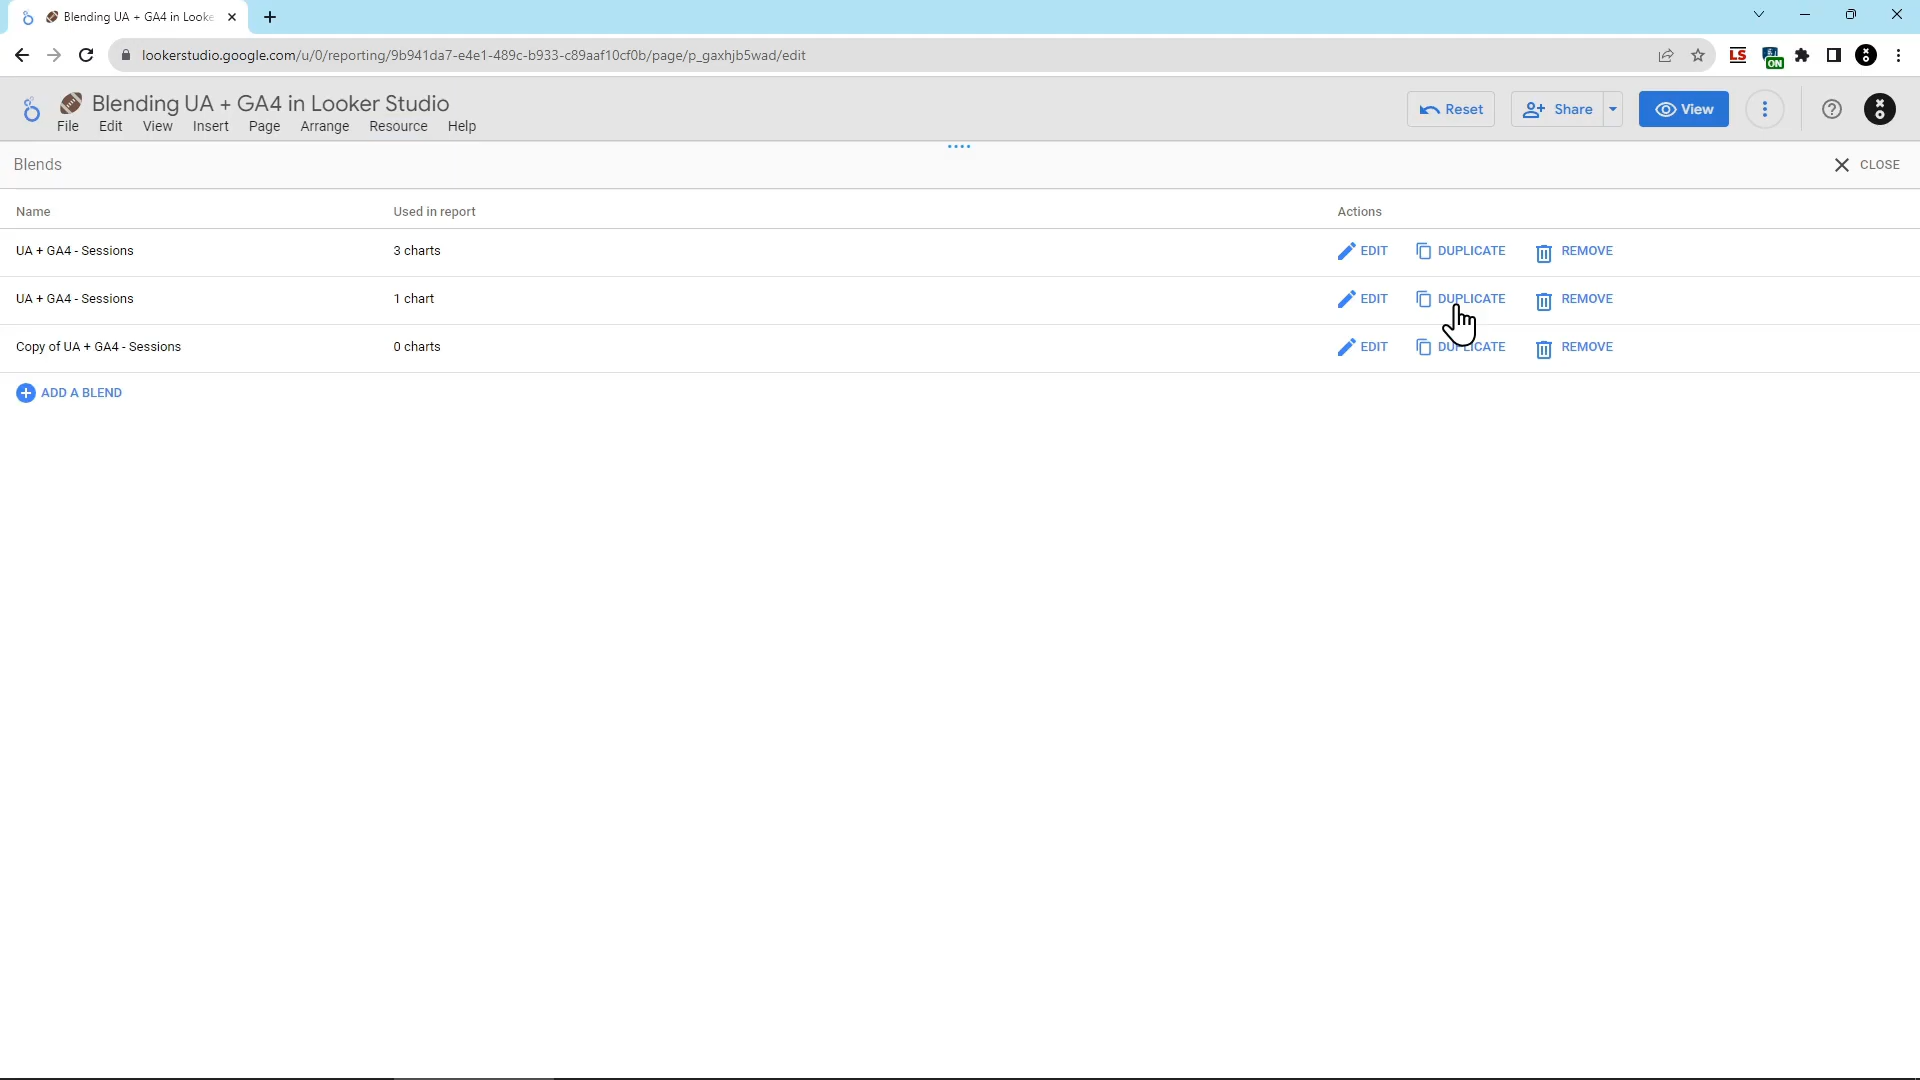 Blending UA + GA4 in Looke
lookerstudio.google.com/u/0/reporting/9b941da7-e4e1-489c-b933-c89aaf10cf0b/page/p_gaxhjb5wad/edit
LS
ON
Blending UA + GA4 in Looker Studio
File Edit View Insert Page Arrange Resource Help
Reset
Share
View
Blends
CLOSE
Name Used in report Actions
UA + GA4 - Sessions 3 charts EDIT DUPLICATE REMOVE
UA + GA4 - Sessions 1 chart EDIT DUPLICATE REMOVE
Copy of UA + GA4 - Sessions 0 charts EDIT DUPLICATE REMOVE
ADD A BLEND